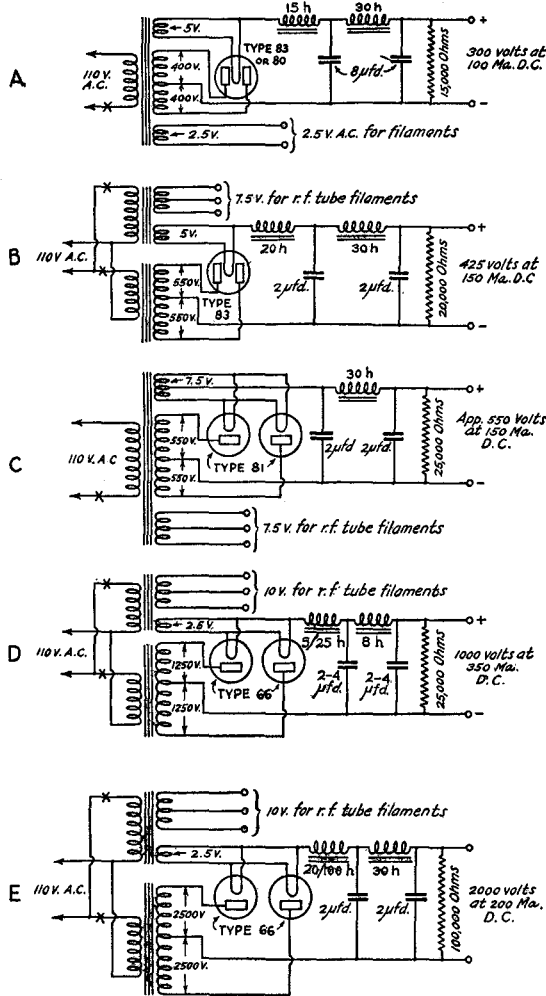 A
110 V.
A.C.
5V.
400V.
400V.
2.5V.
TYPE 83
OR 80
15 h
30 h
8 µfd.
15,000 Ohms
+
−
300 volts at
100 Ma. D.C.
2.5 V. A.C. for filaments
B
110V A.C.
7.5 V. for r.f. tube filaments
5V.
550V.
550V.
TYPE
83
20 h
30 h
2µfd.
2µfd.
20,000 Ohms
+
−
425 volts at
150 Ma. D.C
C
110 V. A.C
7.5 V.
550V.
550V.
TYPE 81
30 h
2µfd
2µfd.
25,000 Ohms
+
−
App. 550 Volts
at 150 Ma.
D.C.
7.5 V. for r.f. tube filaments
D
110 V. A.C.
10 V. for r.f. tube filaments
2.5 V.
1250V.
1250V.
TYPE 66
5/25 h
8 h
2-4
µfd.
2-4
µfd.
25,000 Ohms
+
−
1000 volts at
350 Ma.
D.C.
E
110 V. A.C.
10 V. for r.f. tube filaments
2.5 V.
2500V
2500V.
TYPE 66
20/100 h
30 h
2µfd.
2µfd.
100,000 Ohms
2000 volts
at 200 Ma.
D.C.